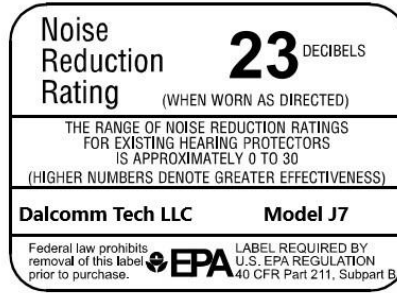 Noise
Reduction
Rating
23 DECIBELS
(WHEN WORN AS DIRECTED)
THE RANGE OF NOISE REDUCTION RATINGS
FOR EXISTING HEARING PROTECTORS
IS APPROXIMATELY 0 TO 30
(HIGHER NUMBERS DENOTE GREATER EFFECTIVENESS)
Dalcomm Tech LLC Model J7
Federal law prohibits
removal of this label
prior to purchase.
EPA
LABEL REQUIRED BY
U.S. EPA REGULATION
40 CFR Part 211, Subpart B